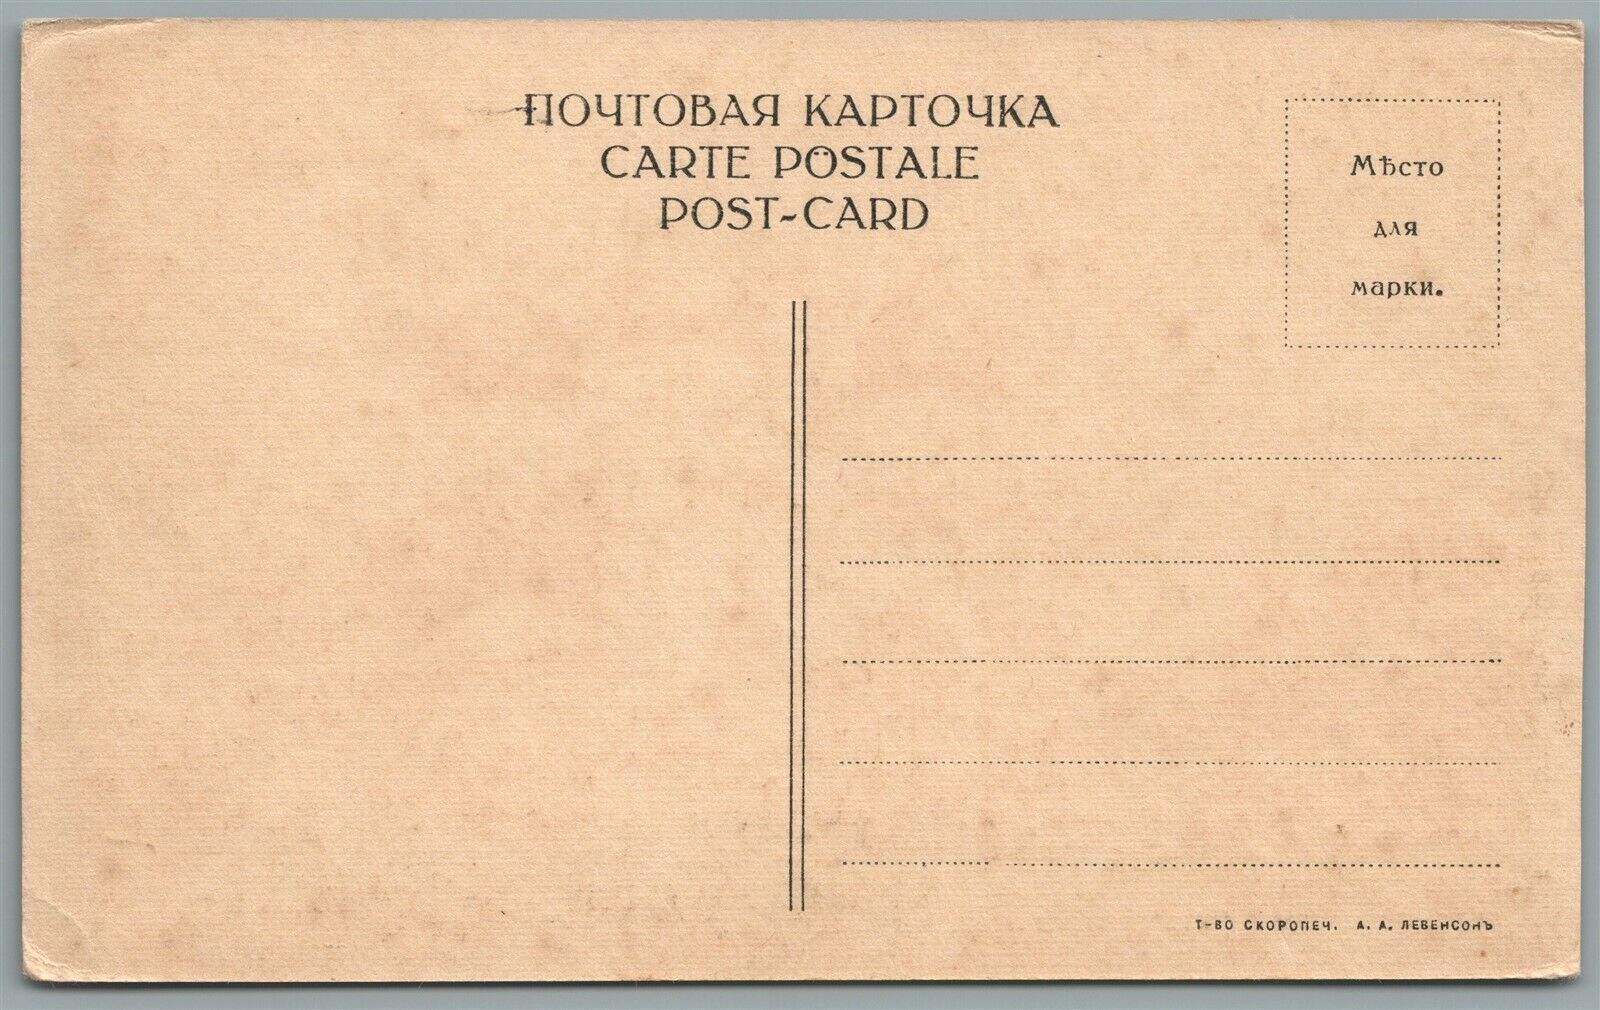 ПОЧТОВАЯ КАРТОЧКА
CARTE POSTALE
POST-CARD
Мѣсто
для
марки.
Т-ВО СКОРОПЕЧ. А. А. ЛЕВЕНСОНЪ